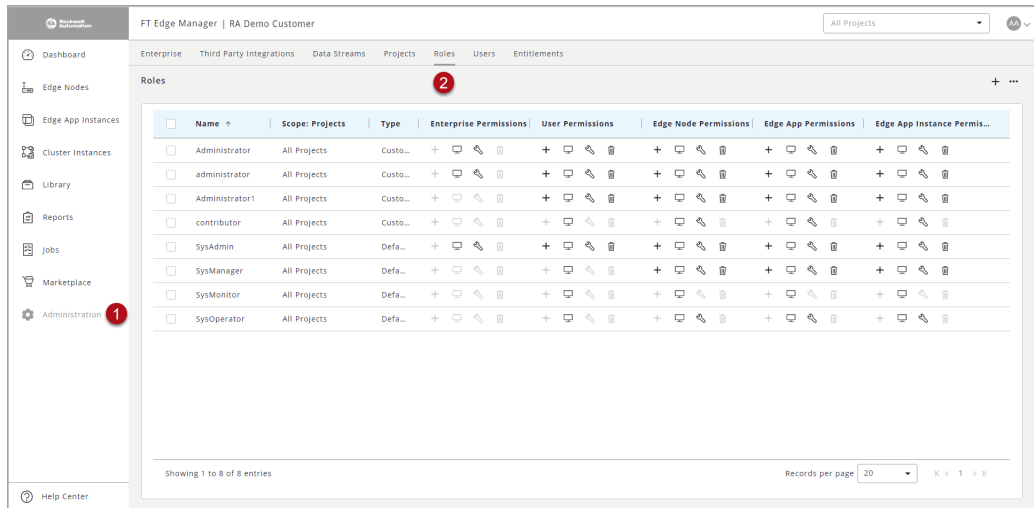 RA Rockwell Automation
FT Edge Manager | RA Demo Customer
All Projects
AA
Dashboard
Edge Nodes
Edge App Instances
Cluster Instances
Library
Reports
Jobs
Marketplace
Administration 1
Help Center
Enterprise Third Party Integrations Data Streams Projects Roles Users Entitlements
Roles 2
Name ↑ Scope: Projects Type Enterprise Permissions User Permissions Edge Node Permissions Edge App Permissions Edge App Instance Permis...
Administrator All Projects Custo...
administrator All Projects Custo...
Administrator1 All Projects Custo...
contributor All Projects Custo...
SysAdmin All Projects Defa...
SysManager All Projects Defa...
SysMonitor All Projects Defa...
SysOperator All Projects Defa...
Showing 1 to 8 of 8 entries
Records per page 20 1